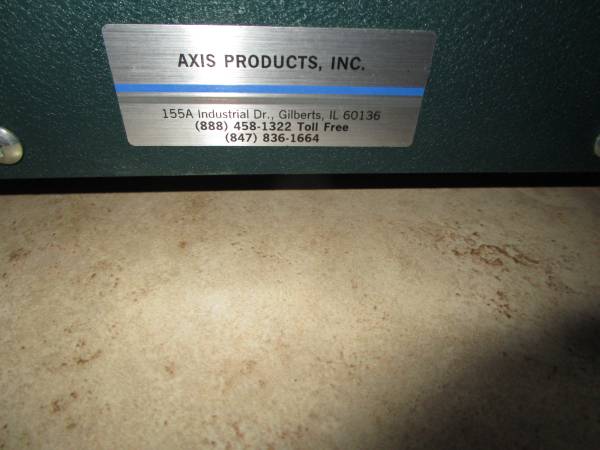 AXIS PRODUCTS, INC.
155A Industrial Dr., Gilberts, IL 60136
(888) 458-1322 Toll Free
(847) 836-1664